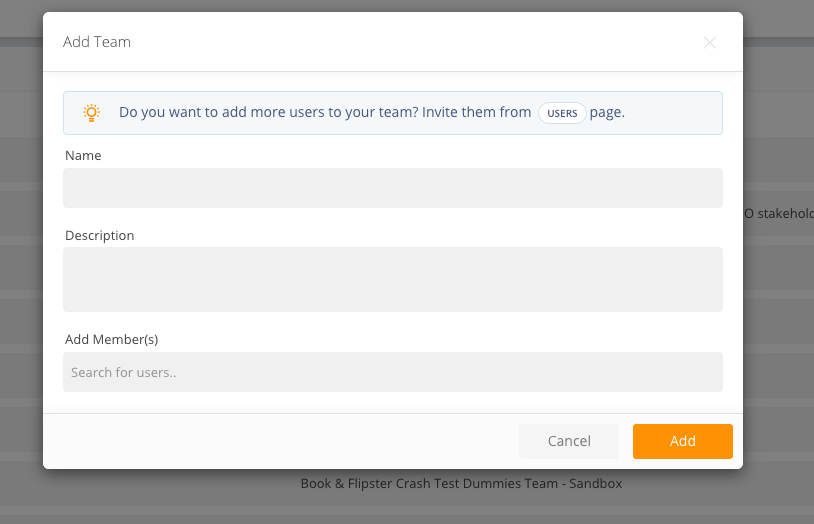 Add Team
Do you want to add more users to your team? Invite them from USERS page.
Name
O stakehol
Description
Add Member(s)
Search for users..
Cancel Add
Book & Flipster Crash Test Dummies Team - Sandbox